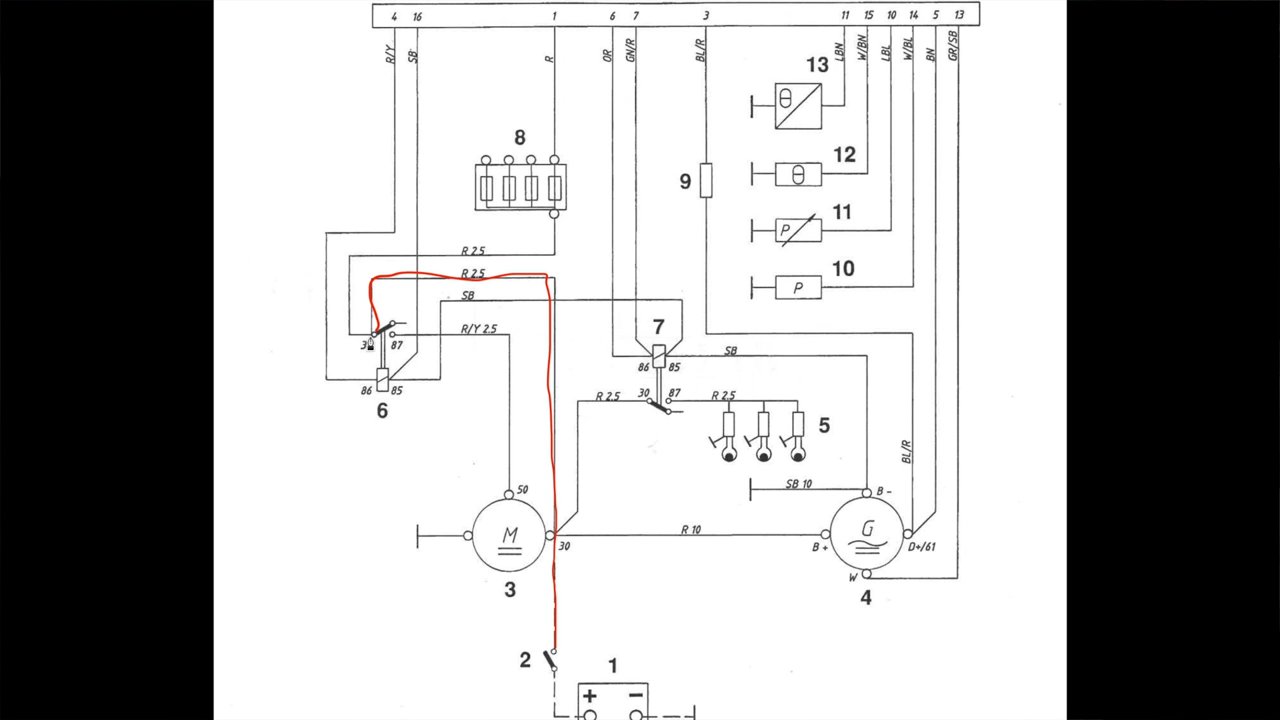 4 16 1 6 7 3 11 15 10 14 5 13
R/Y SB R OR GN/R BL/R LBN W/BN LBL W/BL BN GR/SB
13
8
12
9
11
P
10
P
R 2.5
R 2.5
SB
7
R/Y 2.5
3 87
SB
86 85
86 85
6
30 87
R 2.5 R 2.5
5
BL/R
50
SB 10
B -
M
G
R 10
30
B + D+/61
W
3
4
2
1
+ −